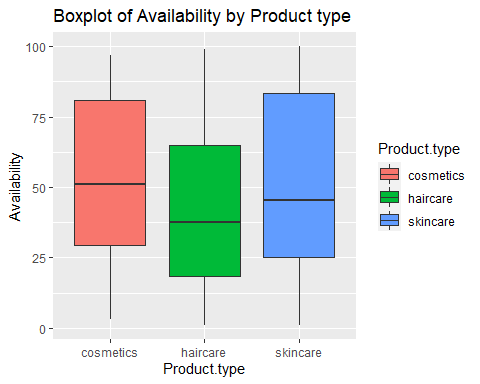 Boxplot of Availability by Product type
100
75
50
25
0
Availability
cosmetics haircare skincare
Product.type
Product.type
cosmetics
haircare
skincare